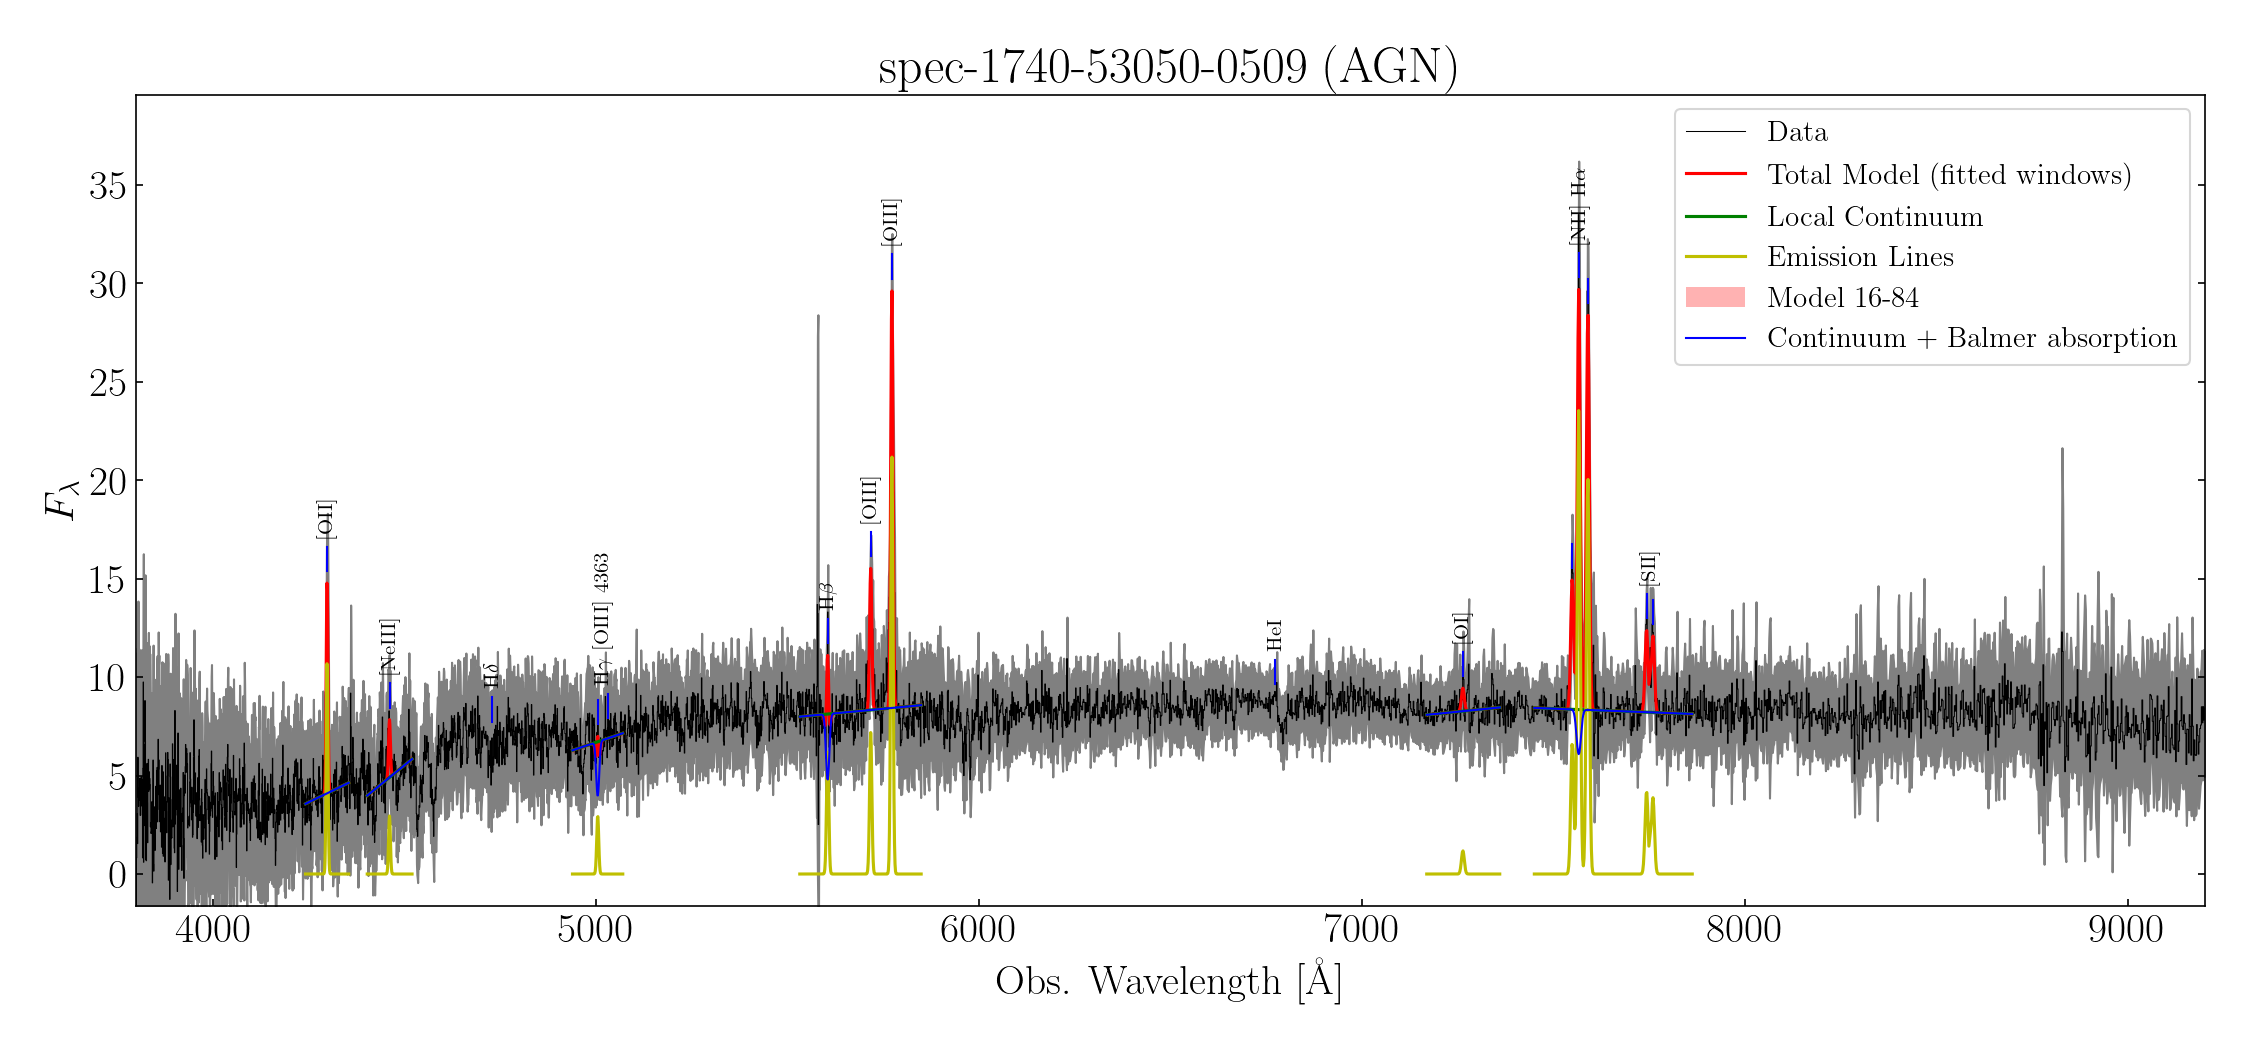 spec-1740-53050-0509 (AGN)
Data
Total Model (fitted windows)
Local Continuum
Emission Lines
Model 16-84
Continuum + Balmer absorption
[OII]
[NeIII]
Hδ
Hγ
[OIII] 4363
Hβ
[OIII]
[OIII]
HeI
[OI]
[NII]
Hα
[SII]
F_λ
35
30
25
20
15
10
5
0
4000
5000
6000
7000
8000
9000
Obs. Wavelength [Å]